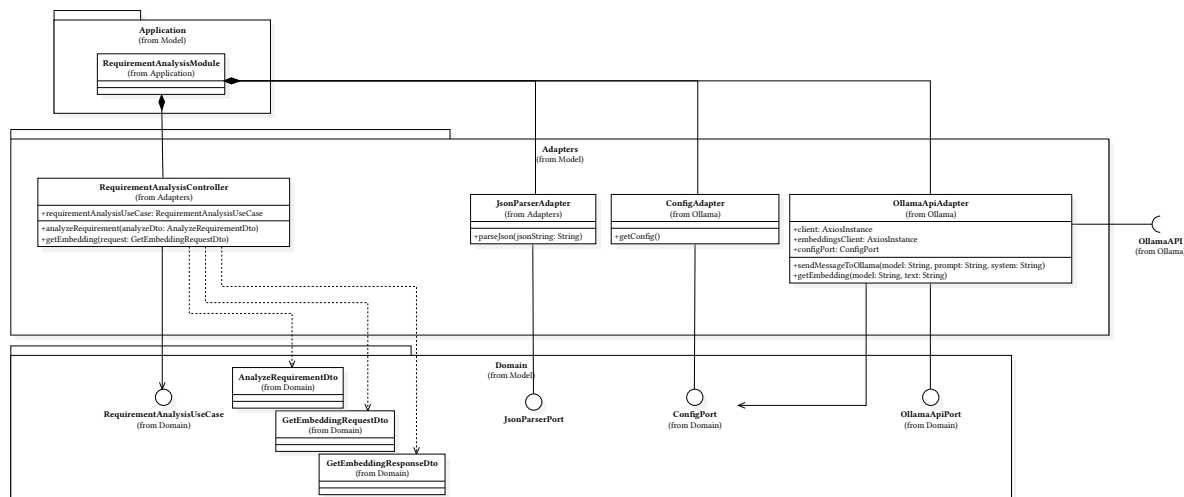 Application
(from Model)
RequirementAnalysisModule
(from Application)
Adapters
(from Model)
RequirementAnalysisController
(from Adapters)
+requirementAnalysisUseCase: RequirementAnalysisUseCase
+analyzeRequirement(analyzeDto: AnalyzeRequirementDto)
+getEmbedding(request: GetEmbeddingRequestDto)
JsonParserAdapter
(from Adapters)
+parseJson(jsonString: String)
ConfigAdapter
(from Ollama)
+getConfig()
OllamaApiAdapter
(from Ollama)
+client: AxiosInstance
+embeddingsClient: AxiosInstance
+configPort: ConfigPort
+sendMessageToOllama(model: String, prompt: String, system: String)
+getEmbedding(model: String, text: String)
OllamaAPI
(from Ollama)
Domain
(from Model)
RequirementAnalysisUseCase
(from Domain)
AnalyzeRequirementDto
(from Domain)
GetEmbeddingRequestDto
(from Domain)
GetEmbeddingResponseDto
(from Domain)
JsonParserPort
ConfigPort
(from Domain)
OllamaApiPort
(from Domain)